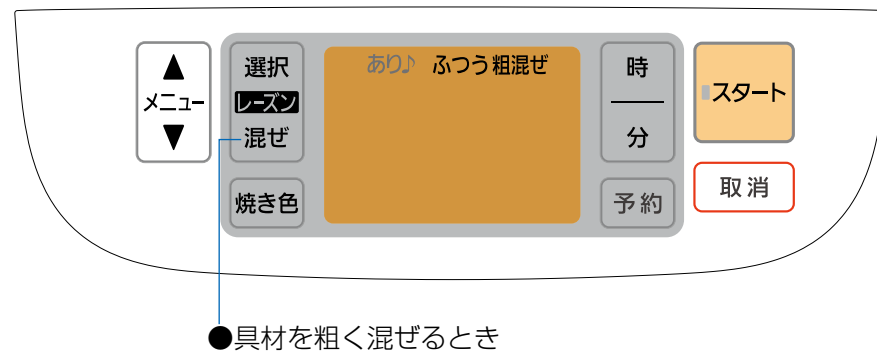 ▲
メニュー
▼
選択
レーズン
混ぜ
焼き色
あり♪ ふつう 粗混ぜ
時
分
予約
スタート
取消
●具材を粗く混ぜるとき